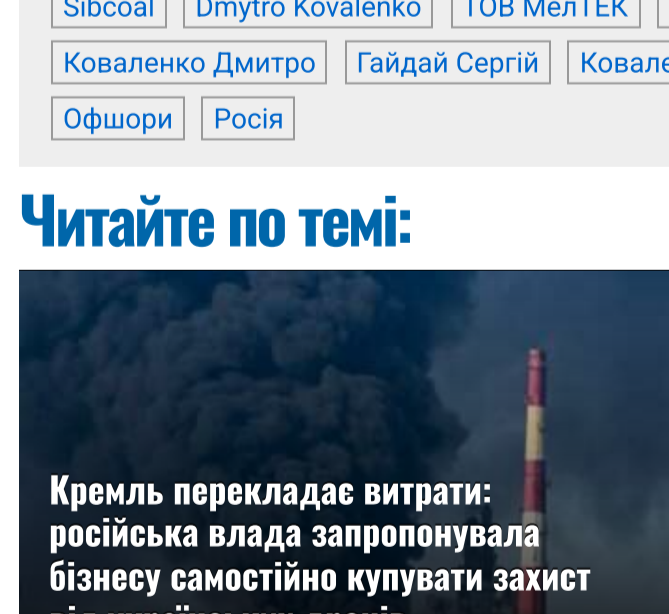 Sibcoal Dmytro Kovalenko ТОВ МелТЕК
Коваленко Дмитро Гайдай Сергій
Офшори Росія
Читайте по темі:
Кремль перекладає витрати:
російська влада запропонувала
бізнесу самостійно купувати захист